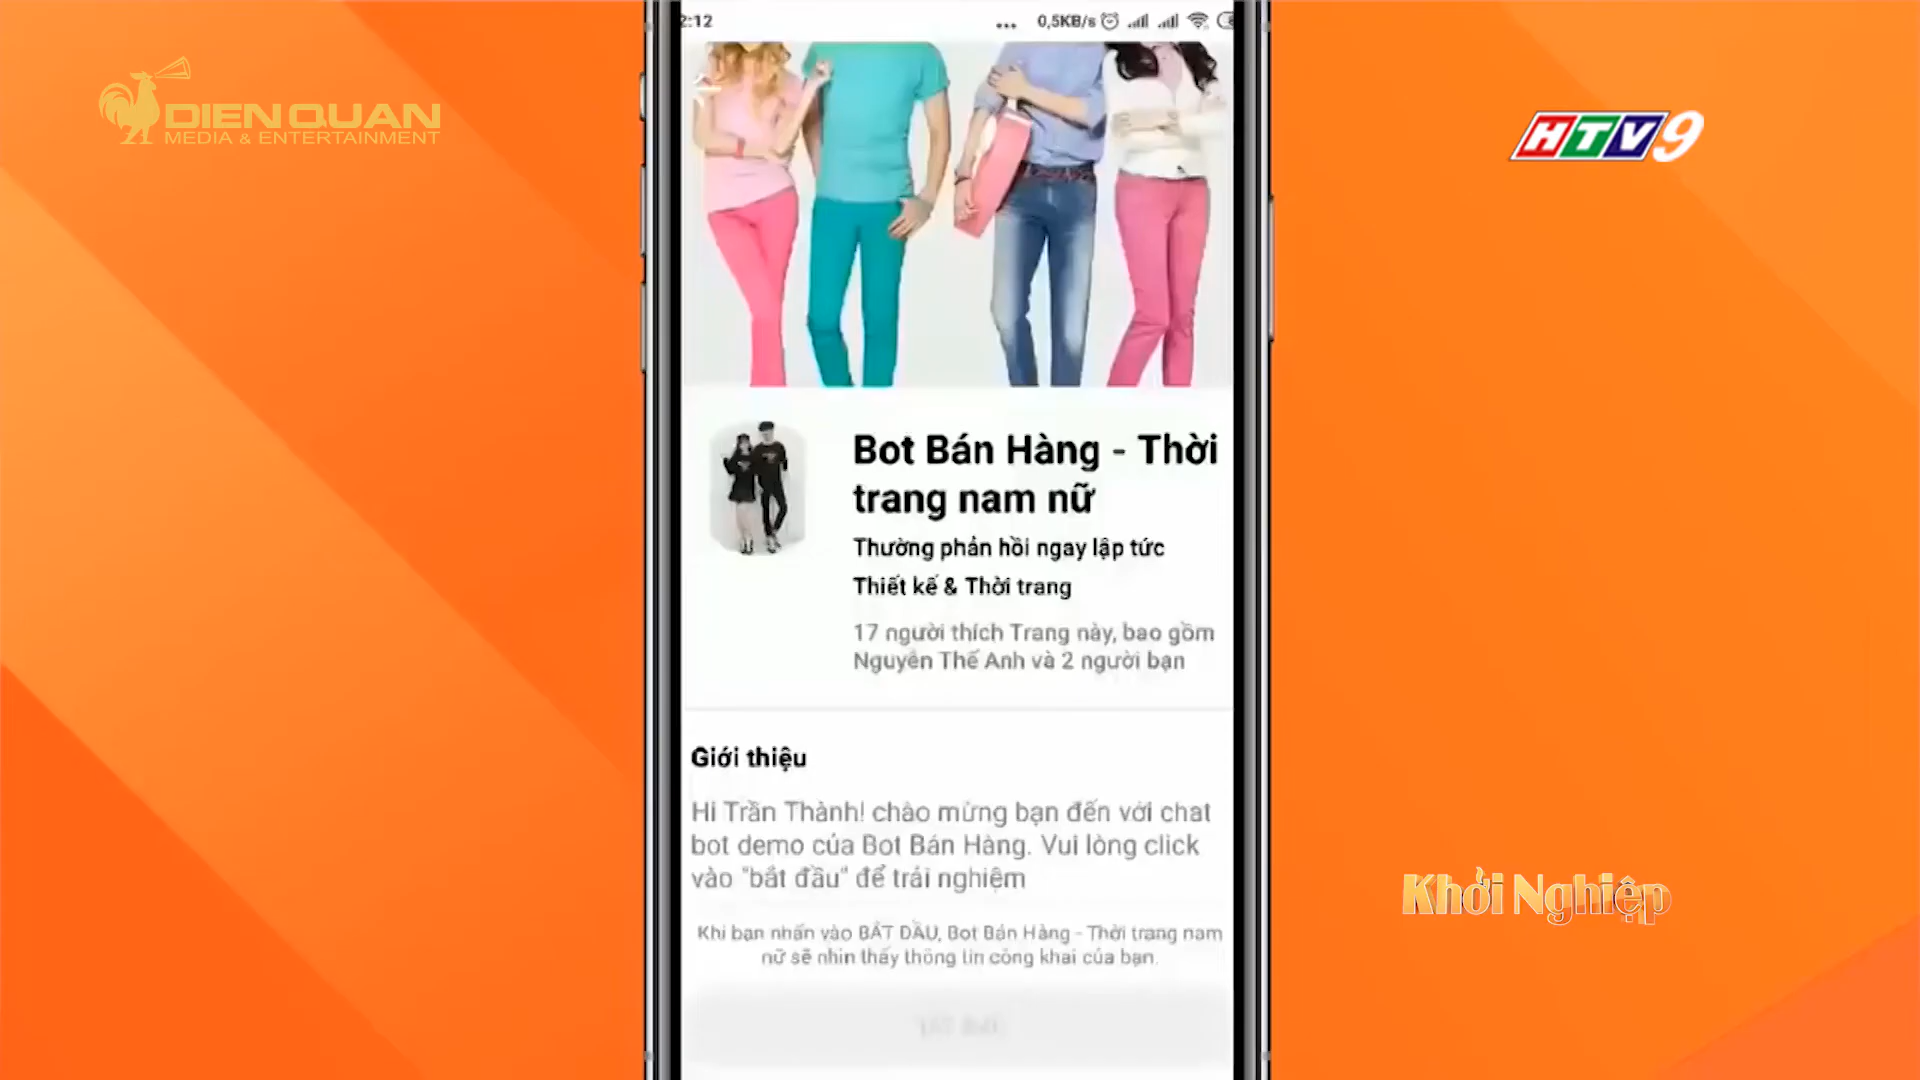 2:12
0,5KB/s
DIEN QUAN
MEDIA & ENTERTAINMENT
HTV9
Bot Bán Hàng - Thời
trang nam nữ
Thường phản hồi ngay lập tức
Thiết kế & Thời trang
17 người thích Trang này, bao gồm
Nguyễn Thế Anh và 2 người bạn
Giới thiệu
Hi Trần Thành! chào mừng bạn đến với chat
bot demo của Bot Bán Hàng. Vui lòng click
vào "bắt đầu" để trải nghiệm
Khởi Nghiệp
Khi bạn nhấn vào BẮT ĐẦU, Bot Bán Hàng - Thời trang nam
nữ sẽ nhìn thấy thông tin công khai của bạn.